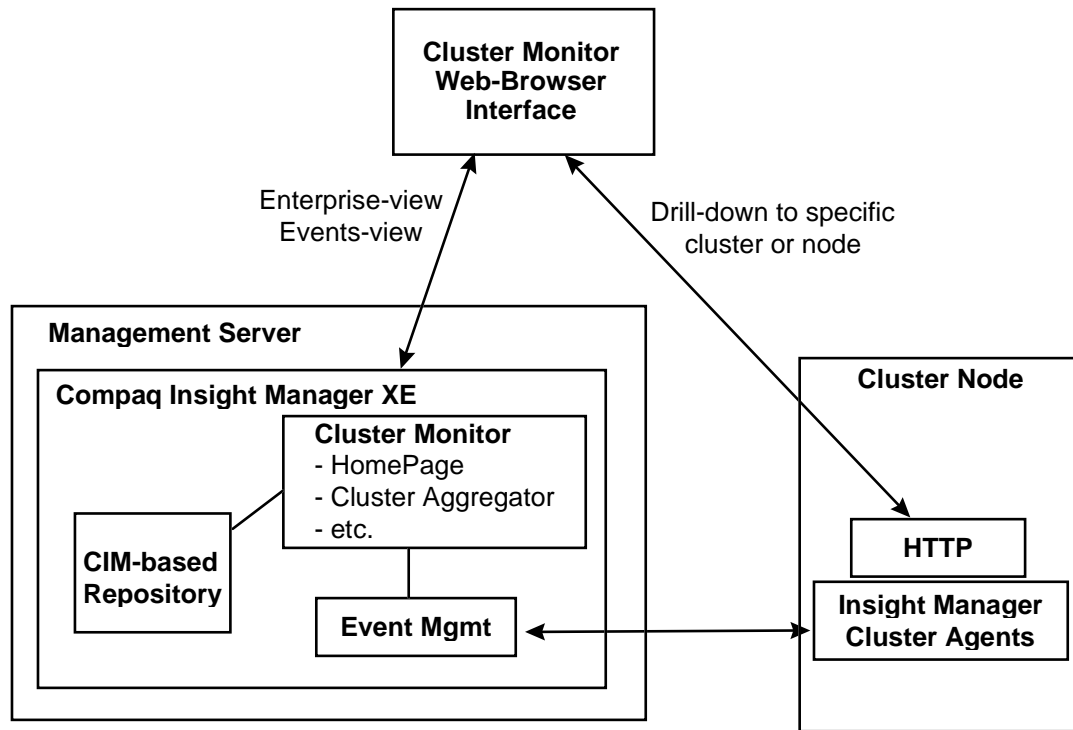 Cluster Monitor
Web-Browser
Interface
Enterprise-view
Events-view
Drill-down to specific
cluster or node
Management Server
Compaq Insight Manager XE
Cluster Monitor
- HomePage
- Cluster Aggregator
- etc.
CIM-based
Repository
Event Mgmt
Cluster Node
HTTP
Insight Manager
Cluster Agents